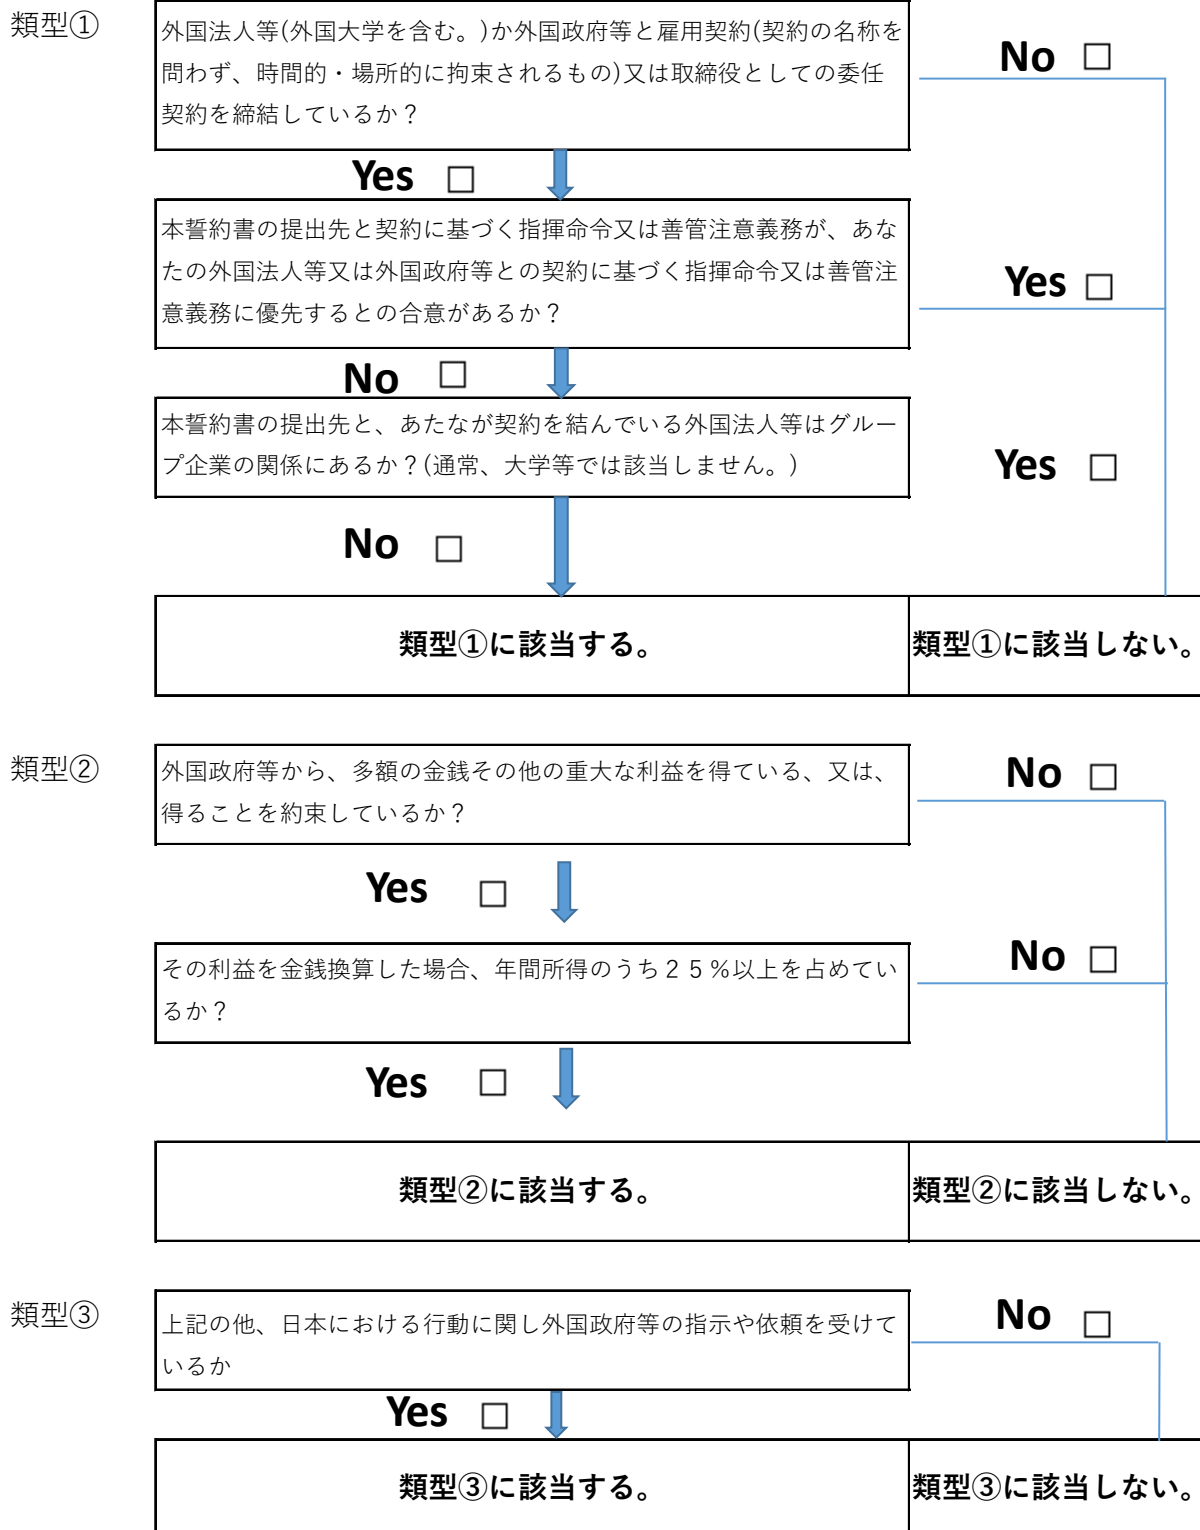 類型①
外国法人等(外国大学を含む。)か外国政府等と雇用契約(契約の名称を
問わず、時間的・場所的に拘束されるもの)又は取締役としての委任
契約を締結しているか？
No □
Yes □
本誓約書の提出先と契約に基づく指揮命令又は善管注意義務が、あな
たの外国法人等又は外国政府等との契約に基づく指揮命令又は善管注
意義務に優先するとの合意があるか？
Yes □
No □
本誓約書の提出先と、あたなが契約を結んでいる外国法人等はグルー
プ企業の関係にあるか？(通常、大学等では該当しません。)
Yes □
No □
類型①に該当する。
類型①に該当しない。
類型②
外国政府等から、多額の金銭その他の重大な利益を得ている、又は、
得ることを約束しているか？
No □
Yes □
その利益を金銭換算した場合、年間所得のうち２５%以上を占めてい
るか？
No □
Yes □
類型②に該当する。
類型②に該当しない。
類型③
上記の他、日本における行動に関し外国政府等の指示や依頼を受けて
いるか
No □
Yes □
類型③に該当する。
類型③に該当しない。